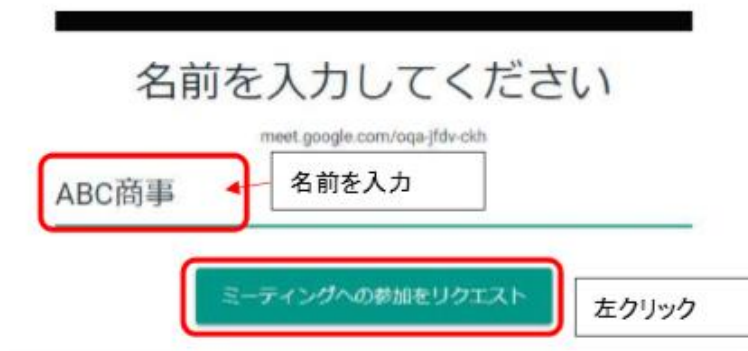 名前を入力してください
meet.google.com/oqa-jfdv-ckh
ABC商事
名前を入力
ミーティングへの参加をリクエスト
左クリック